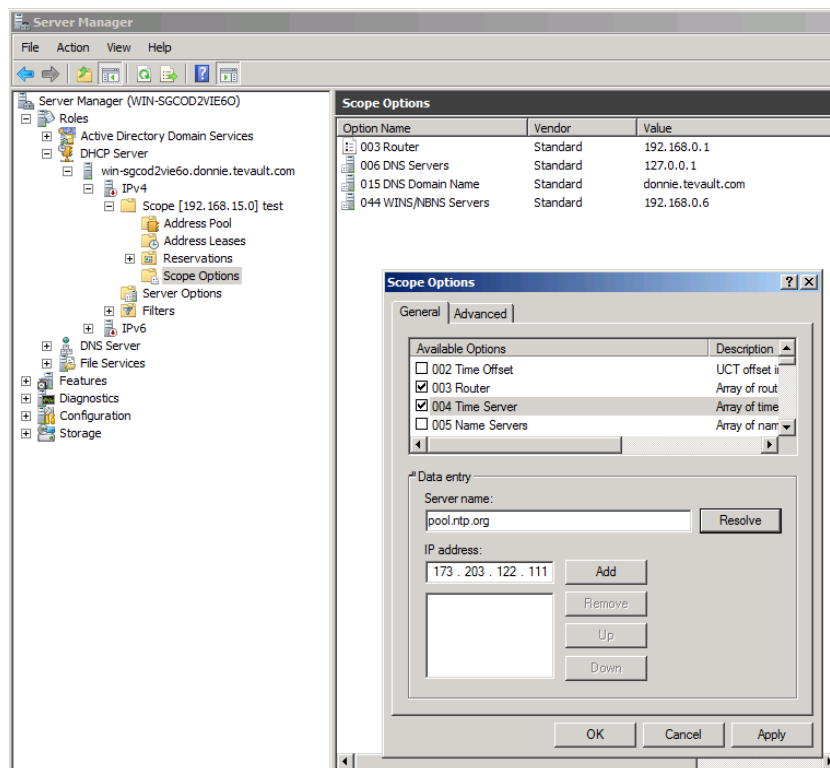 Server Manager
File Action View Help
Server Manager (WIN-SGCOD2VIE6O)
Roles
Active Directory Domain Services
DHCP Server
win-sgcod2vie6o.donnie.tevault.com
IPv4
Scope [192.168.15.0] test
Address Pool
Address Leases
Reservations
Scope Options
Server Options
Filters
IPv6
DNS Server
File Services
Features
Diagnostics
Configuration
Storage
Scope Options
Option Name Vendor Value
003 Router Standard 192.168.0.1
006 DNS Servers Standard 127.0.0.1
015 DNS Domain Name Standard donnie.tevault.com
044 WINS/NBNS Servers Standard 192.168.0.6
Scope Options
General Advanced
Available Options Description
002 Time Offset UCT offset i
003 Router Array of rout
004 Time Server Array of time
005 Name Servers Array of nam
Data entry
Server name:
pool.ntp.org Resolve
IP address:
173 . 203 . 122 . 111 Add
Remove
Up
Down
OK Cancel Apply